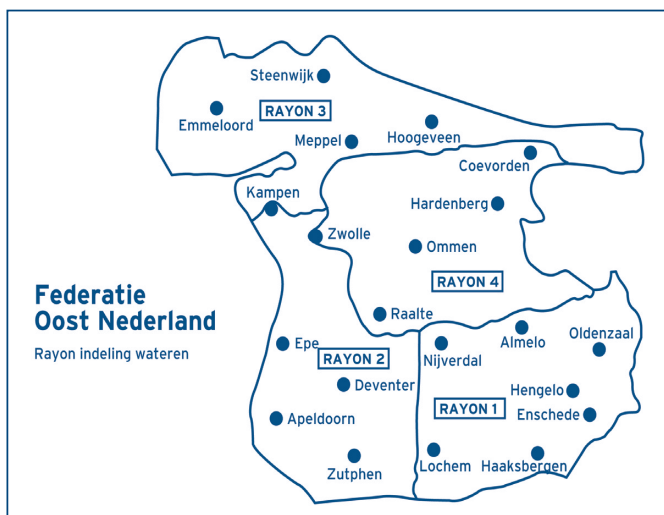 Steenwijk
RAYON 3
Emmeloord
Hoogeveen
Meppel
Coevorden
Kampen
Hardenberg
Zwolle
Ommen
RAYON 4
Federatie
Oost Nederland
Rayon indeling wateren
Raalte
Almelo
Oldenzaal
Epe
Nijverdal
RAYON 2
Deventer
Hengelo
RAYON 1
Enschede
Apeldoorn
Lochem
Haaksbergen
Zutphen